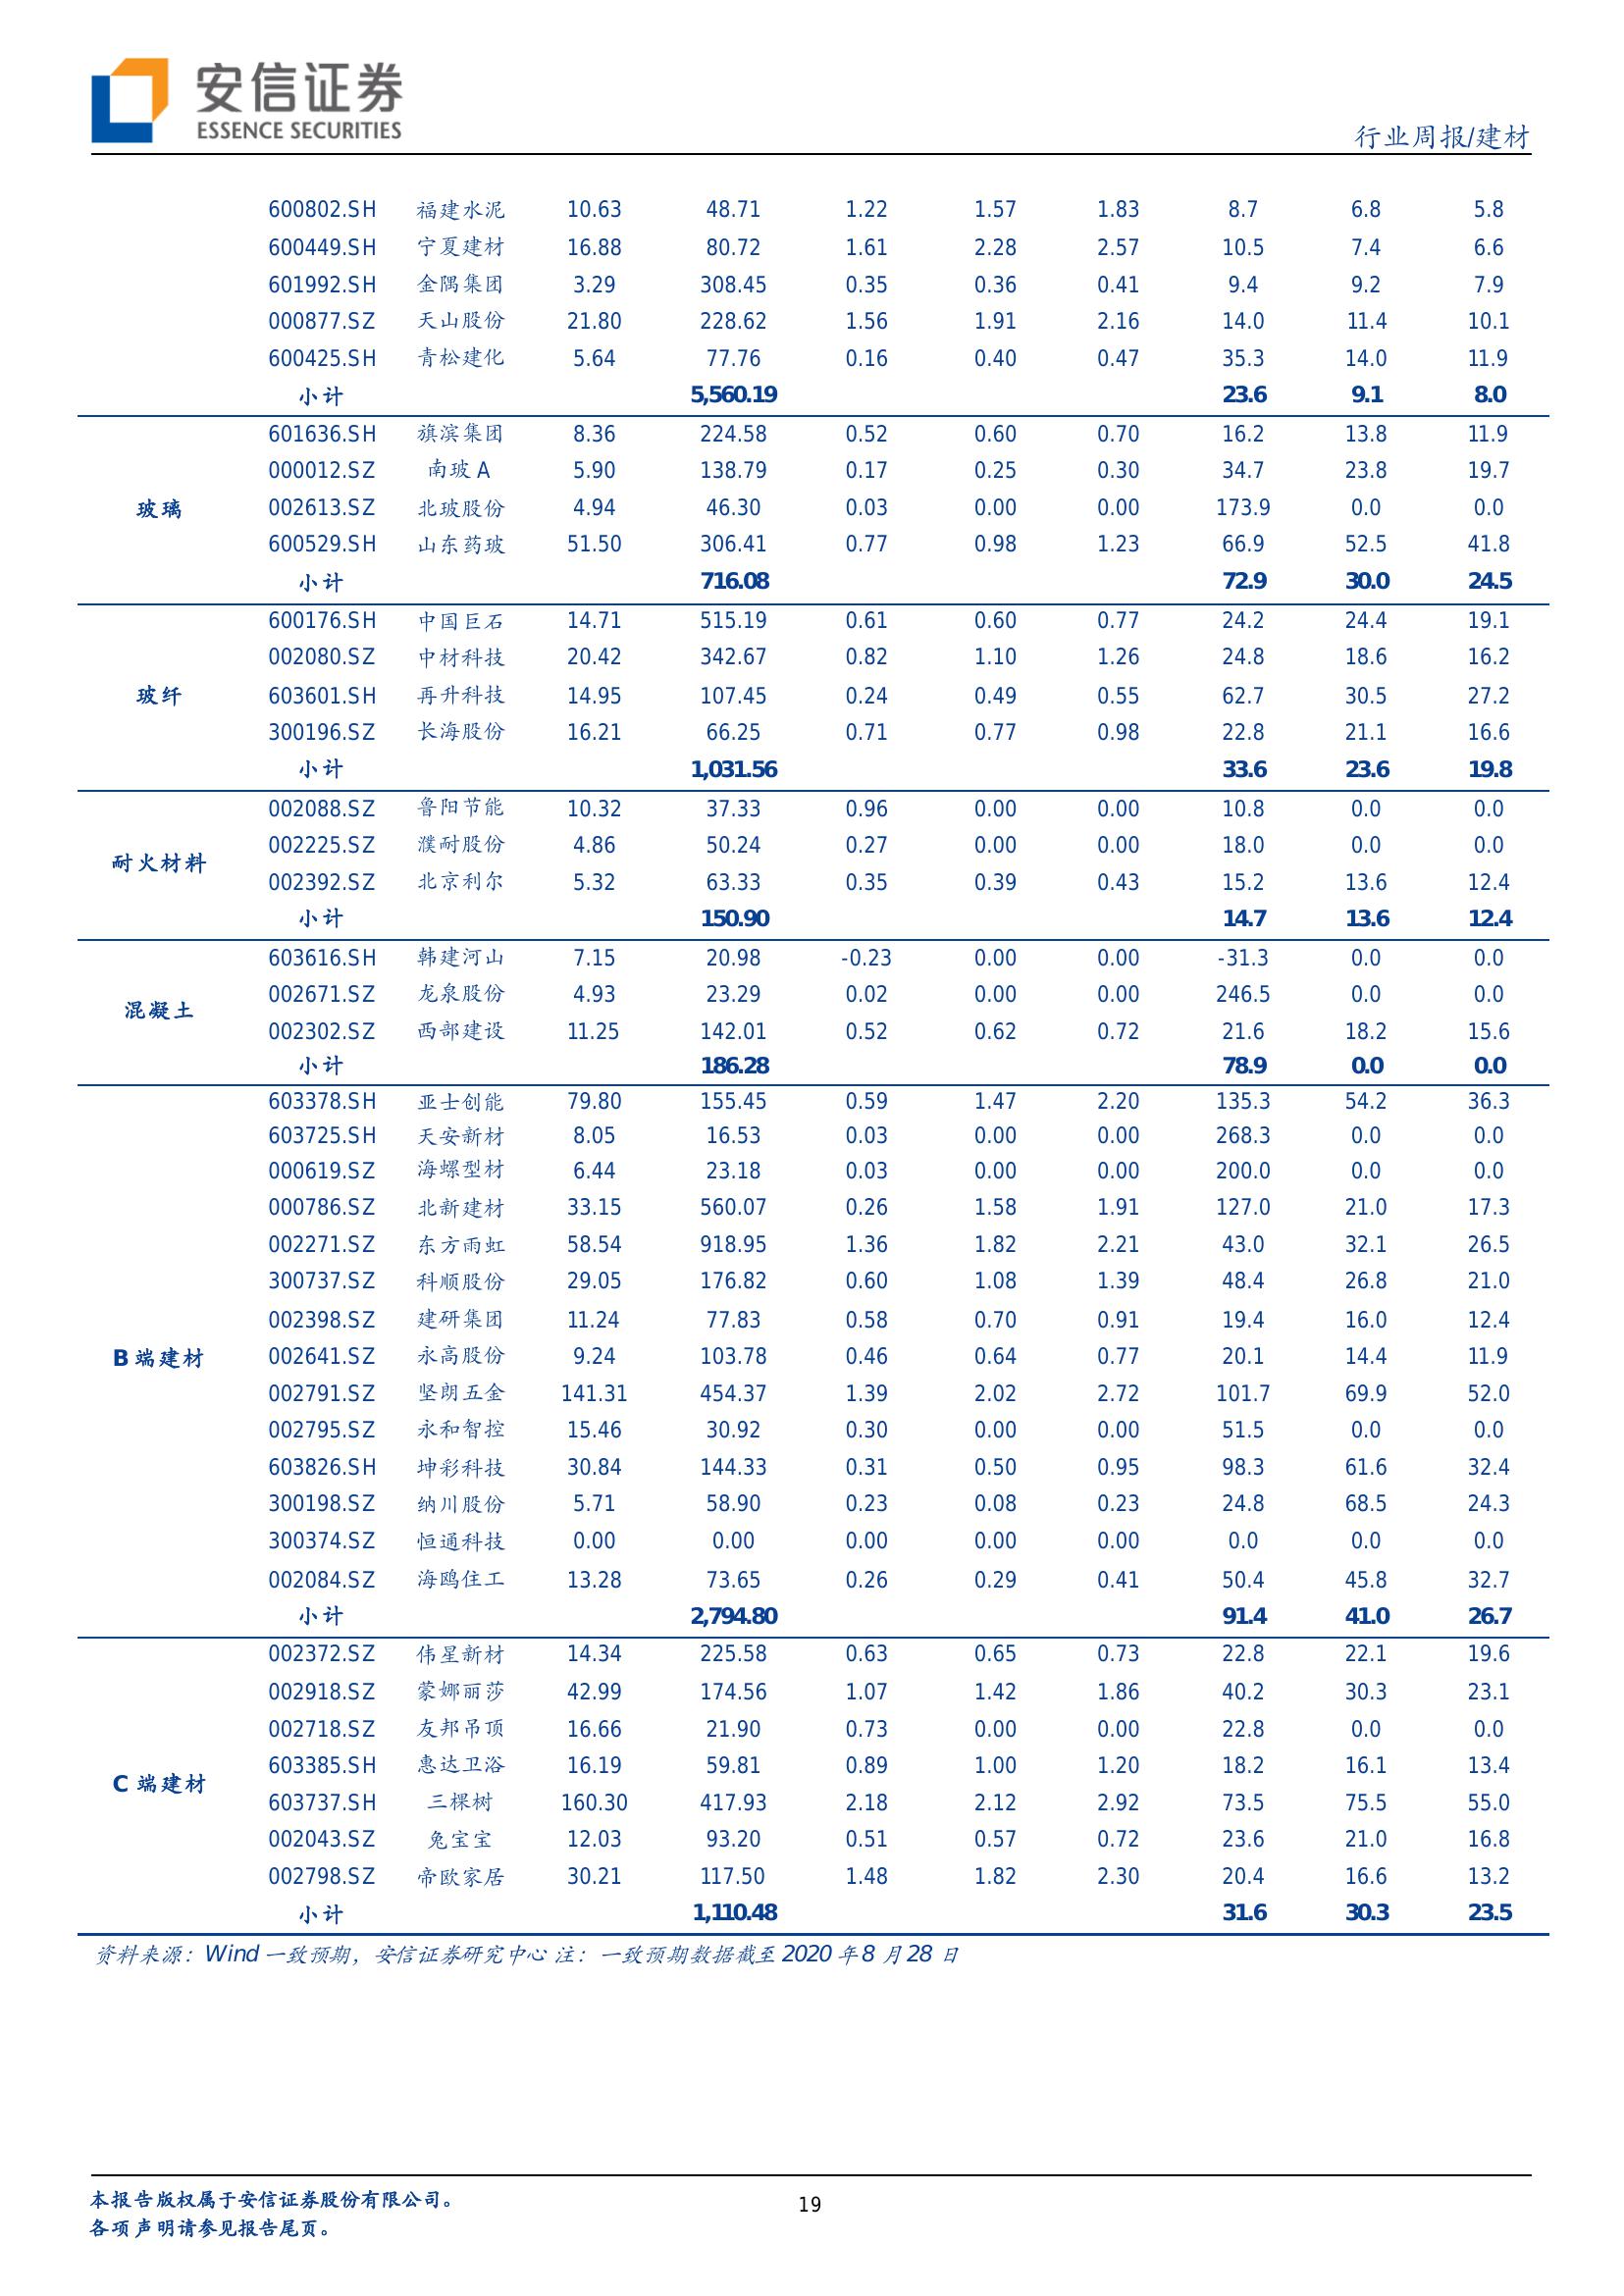 安信证券
ESSENCE SECURITIES
行业周报/建材
600802.SH 福建水泥 10.63 48.71 1.22 1.57 1.83 8.7 6.8 5.8
600449.SH 宁夏建材 16.88 80.72 1.61 2.28 2.57 10.5 7.4 6.6
601992.SH 金隅集团 3.29 308.45 0.35 0.36 0.41 9.4 9.2 7.9
000877.SZ 天山股份 21.80 228.62 1.56 1.91 2.16 14.0 11.4 10.1
600425.SH 青松建化 5.64 77.76 0.16 0.40 0.47 35.3 14.0 11.9
小计 5,560.19 23.6 9.1 8.0
601636.SH 旗滨集团 8.36 224.58 0.52 0.60 0.70 16.2 13.8 11.9
000012.SZ 南玻 A 5.90 138.79 0.17 0.25 0.30 34.7 23.8 19.7
玻璃 002613.SZ 北玻股份 4.94 46.30 0.03 0.00 0.00 173.9 0.0 0.0
600529.SH 山东药玻 51.50 306.41 0.77 0.98 1.23 66.9 52.5 41.8
小计 716.08 72.9 30.0 24.5
600176.SH 中国巨石 14.71 515.19 0.61 0.60 0.77 24.2 24.4 19.1
002080.SZ 中材科技 20.42 342.67 0.82 1.10 1.26 24.8 18.6 16.2
玻纤 603601.SH 再升科技 14.95 107.45 0.24 0.49 0.55 62.7 30.5 27.2
300196.SZ 长海股份 16.21 66.25 0.71 0.77 0.98 22.8 21.1 16.6
小计 1,031.56 33.6 23.6 19.8
002088.SZ 鲁阳节能 10.32 37.33 0.96 0.00 0.00 10.8 0.0 0.0
002225.SZ 濮耐股份 4.86 50.24 0.27 0.00 0.00 18.0 0.0 0.0
耐火材料
002392.SZ 北京利尔 5.32 63.33 0.35 0.39 0.43 15.2 13.6 12.4
小计 150.90 14.7 13.6 12.4
603616.SH 韩建河山 7.15 20.98 -0.23 0.00 0.00 -31.3 0.0 0.0
002671.SZ 龙泉股份 4.93 23.29 0.02 0.00 0.00 246.5 0.0 0.0
混凝土
002302.SZ 西部建设 11.25 142.01 0.52 0.62 0.72 21.6 18.2 15.6
小计 186.28 78.9 0.0 0.0
603378.SH 亚士创能 79.80 155.45 0.59 1.47 2.20 135.3 54.2 36.3
603725.SH 天安新材 8.05 16.53 0.03 0.00 0.00 268.3 0.0 0.0
000619.SZ 海螺型材 6.44 23.18 0.03 0.00 0.00 200.0 0.0 0.0
000786.SZ 北新建材 33.15 560.07 0.26 1.58 1.91 127.0 21.0 17.3
002271.SZ 东方雨虹 58.54 918.95 1.36 1.82 2.21 43.0 32.1 26.5
300737.SZ 科顺股份 29.05 176.82 0.60 1.08 1.39 48.4 26.8 21.0
002398.SZ 建研集团 11.24 77.83 0.58 0.70 0.91 19.4 16.0 12.4
B 端建材 002641.SZ 永高股份 9.24 103.78 0.46 0.64 0.77 20.1 14.4 11.9
002791.SZ 坚朗五金 141.31 454.37 1.39 2.02 2.72 101.7 69.9 52.0
002795.SZ 永和智控 15.46 30.92 0.30 0.00 0.00 51.5 0.0 0.0
603826.SH 坤彩科技 30.84 144.33 0.31 0.50 0.95 98.3 61.6 32.4
300198.SZ 纳川股份 5.71 58.90 0.23 0.08 0.23 24.8 68.5 24.3
300374.SZ 恒通科技 0.00 0.00 0.00 0.00 0.00 0.0 0.0 0.0
002084.SZ 海鸥住工 13.28 73.65 0.26 0.29 0.41 50.4 45.8 32.7
小计 2,794.80 91.4 41.0 26.7
002372.SZ 伟星新材 14.34 225.58 0.63 0.65 0.73 22.8 22.1 19.6
002918.SZ 蒙娜丽莎 42.99 174.56 1.07 1.42 1.86 40.2 30.3 23.1
002718.SZ 友邦吊顶 16.66 21.90 0.73 0.00 0.00 22.8 0.0 0.0
603385.SH 惠达卫浴 16.19 59.81 0.89 1.00 1.20 18.2 16.1 13.4
C 端建材
603737.SH 三棵树 160.30 417.93 2.18 2.12 2.92 73.5 75.5 55.0
002043.SZ 兔宝宝 12.03 93.20 0.51 0.57 0.72 23.6 21.0 16.8
002798.SZ 帝欧家居 30.21 117.50 1.48 1.82 2.30 20.4 16.6 13.2
小计 1,110.48 31.6 30.3 23.5
资料来源：Wind 一致预期，安信证券研究中心 注：一致预期数据截至 2020 年 8 月 28 日
本报告版权属于安信证券股份有限公司。
19
各项声明请参见报告尾页。